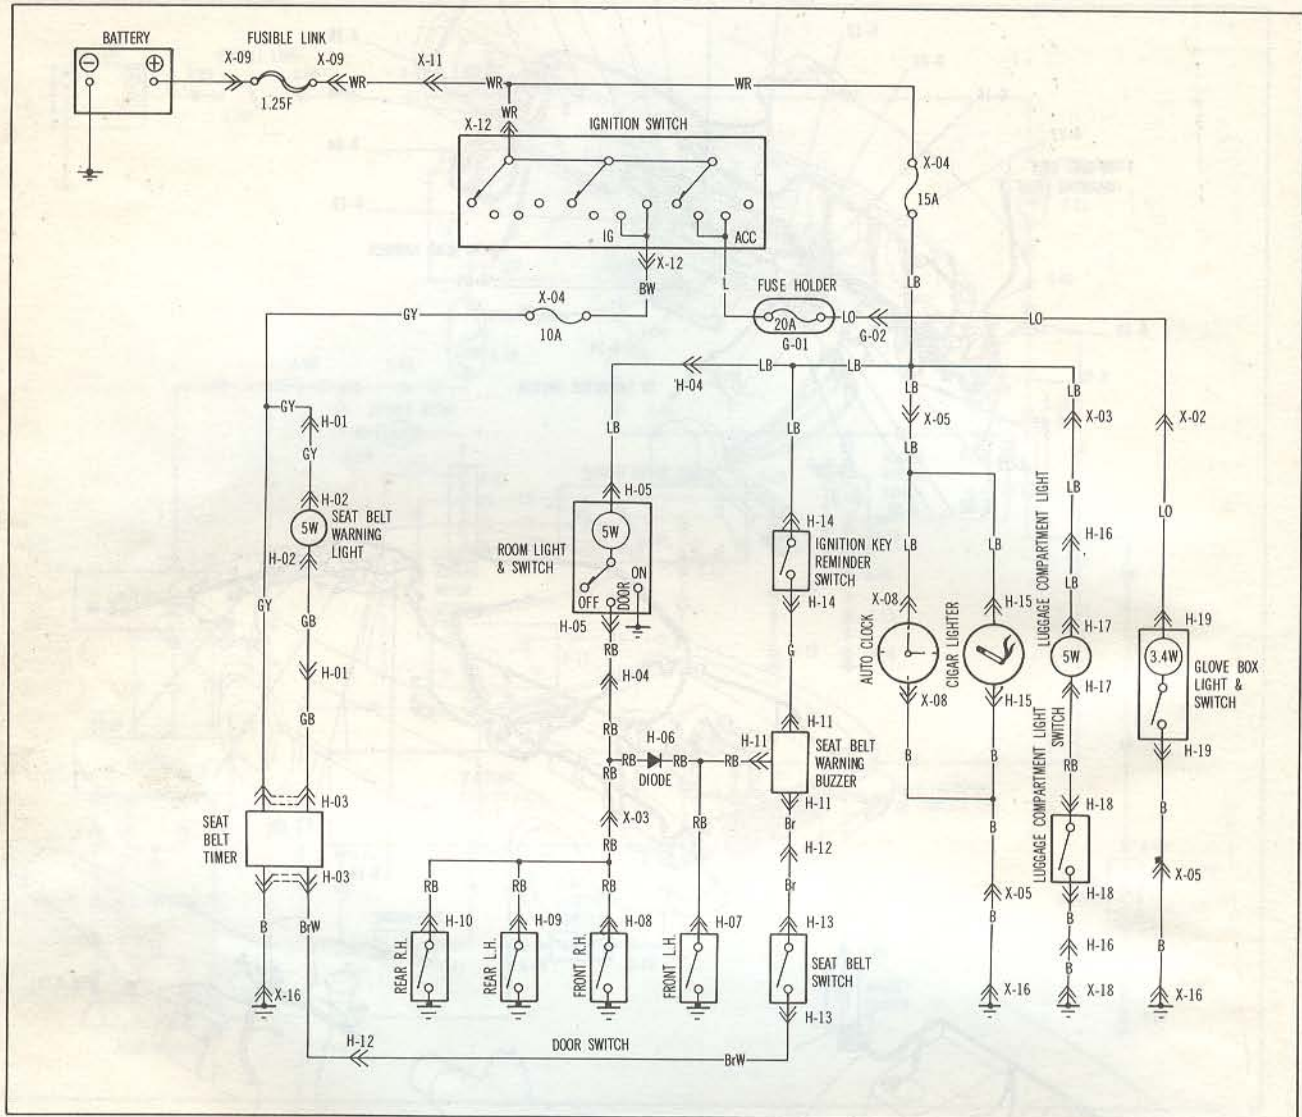 BATTERY
FUSIBLE LINK
X-09
X-09
X-11
WR
WR
WR
1.25F
X-12
WR
IGNITION SWITCH
X-04
15A
IG
ACC
X-12
BW
L
LB
FUSE HOLDER
X-04
10A
GY
20A
LO
G-01
G-02
LO
H-04
LB
LB
LB
LB
GY
H-01
GY
LB
LB
X-05
LB
X-03
X-02
H-02
5W
SEAT BELT
WARNING
LIGHT
H-02
H-05
ROOM LIGHT
& SWITCH
5W
ON
OFF
DOOR
H-05
RB
H-14
IGNITION KEY
REMINDER
SWITCH
H-14
LB
LB
LB
LUGGAGE COMPARTMENT LIGHT
H-16
LB
LO
GY
GB
H-01
GB
H-04
RB
G
X-08
AUTO CLOCK
X-08
H-15
CIGAR LIGHTER
H-15
H-17
5W
H-17
H-19
3.4W
GLOVE BOX
LIGHT &
SWITCH
H-19
H-06
RB
DIODE
RB
RB
RB
H-11
H-11
SEAT BELT
WARNING
BUZZER
H-11
Br
H-12
Br
B
B
B
RB
LUGGAGE COMPARTMENT LIGHT
SWITCH
H-18
H-18
B
H-03
SEAT
BELT
TIMER
H-03
X-03
RB
RB
B
BrW
RB
RB
RB
H-10
H-09
H-08
H-07
H-13
REAR R.H.
REAR L.H.
FRONT R.H.
FRONT L.H.
SEAT BELT
SWITCH
H-13
X-05
B
B
H-16
B
X-05
B
X-16
X-16
X-18
X-16
H-12
DOOR SWITCH
BrW